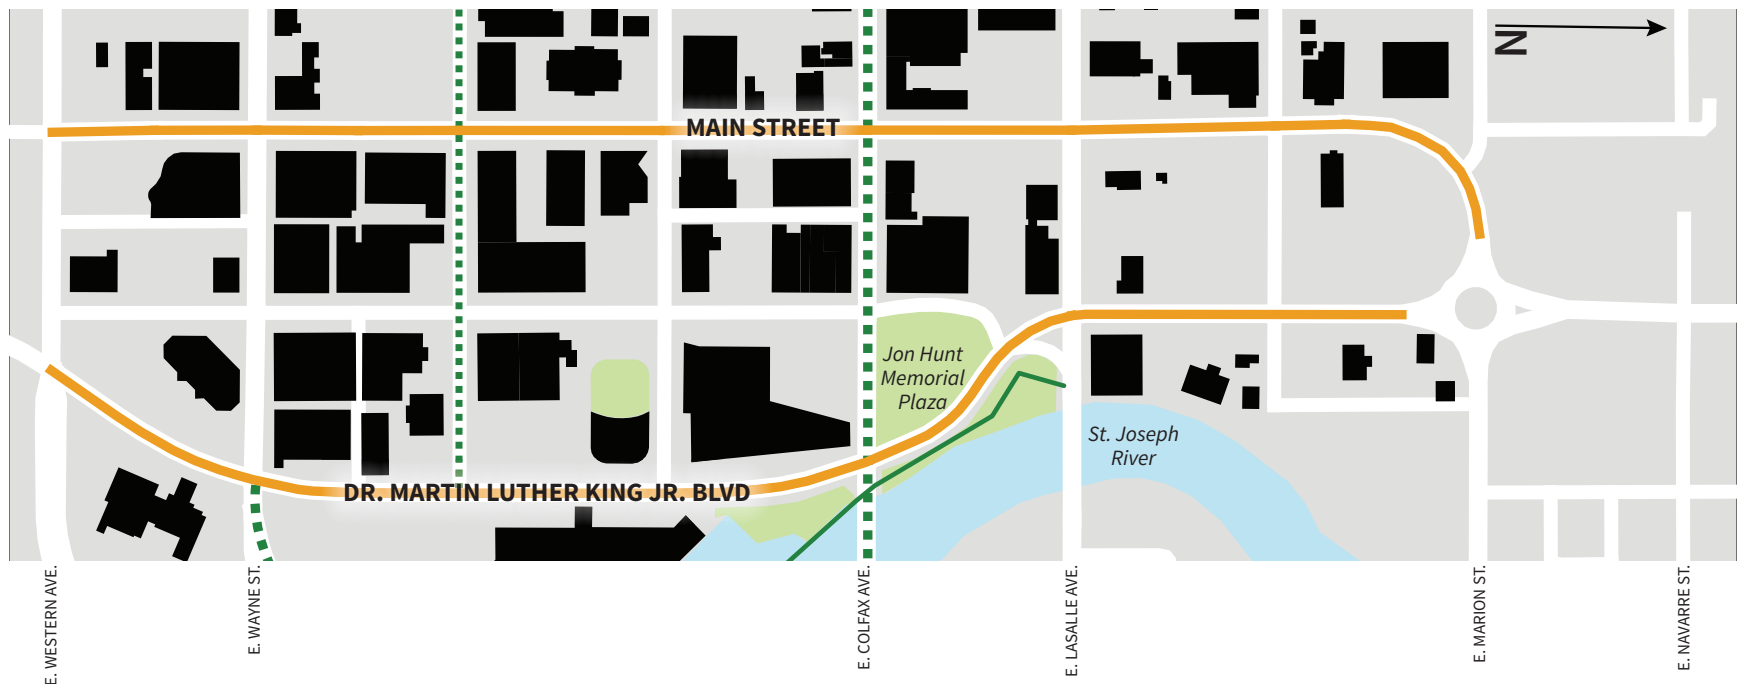 N
MAIN STREET
Jon Hunt
Memorial
Plaza
St. Joseph
River
DR. MARTIN LUTHER KING JR. BLVD
E. WESTERN AVE.
E. WAYNE ST.
E. COLFAX AVE.
E. LASALLE AVE.
E. MARION ST.
E. NAVARRE ST.